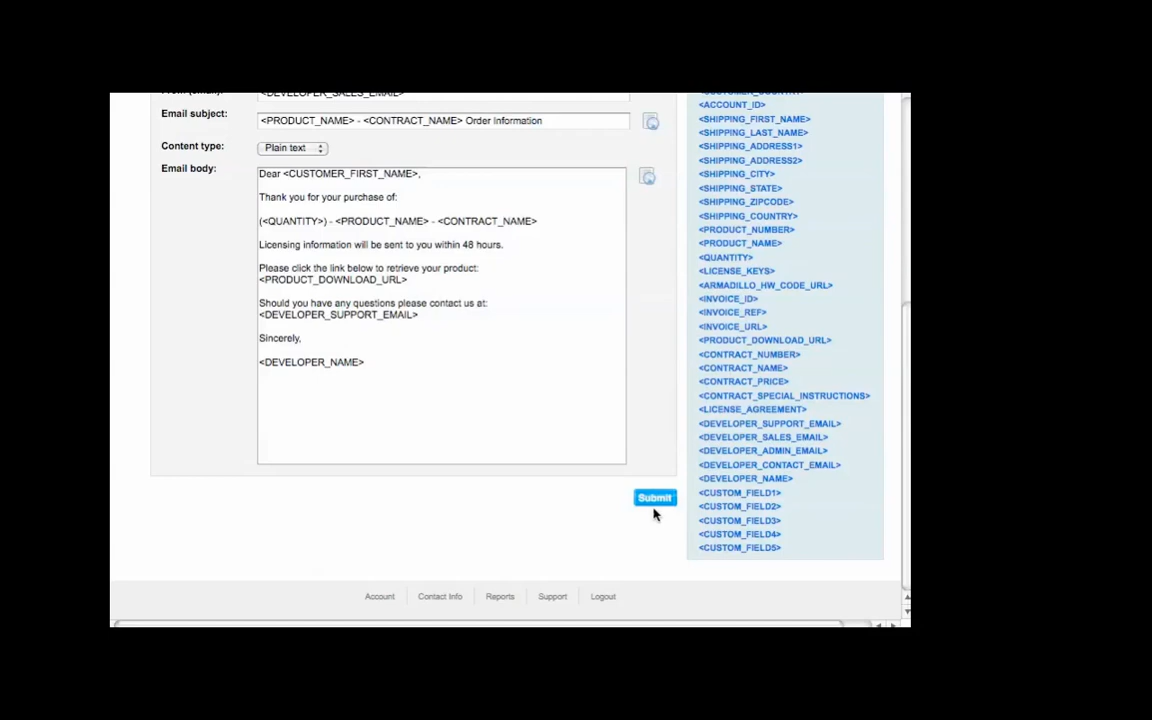 <DEVELOPER_SALES_EMAIL>
Email subject:
<PRODUCT_NAME> - <CONTRACT_NAME> Order Information
Content type:
Plain text
Email body:
Dear <CUSTOMER_FIRST_NAME>,
Thank you for your purchase of:
(<QUANTITY>) - <PRODUCT_NAME> - <CONTRACT_NAME>
Licensing information will be sent to you within 48 hours.
Please click the link below to retrieve your product:
<PRODUCT_DOWNLOAD_URL>
Should you have any questions please contact us at:
<DEVELOPER_SUPPORT_EMAIL>
Sincerely,
<DEVELOPER_NAME>
Submit
<CUSTOMER_COUNTRY>
<ACCOUNT_ID>
<SHIPPING_FIRST_NAME>
<SHIPPING_LAST_NAME>
<SHIPPING_ADDRESS1>
<SHIPPING_ADDRESS2>
<SHIPPING_CITY>
<SHIPPING_STATE>
<SHIPPING_ZIPCODE>
<SHIPPING_COUNTRY>
<PRODUCT_NUMBER>
<PRODUCT_NAME>
<QUANTITY>
<LICENSE_KEYS>
<ARMADILLO_HW_CODE_URL>
<INVOICE_ID>
<INVOICE_REF>
<INVOICE_URL>
<PRODUCT_DOWNLOAD_URL>
<CONTRACT_NUMBER>
<CONTRACT_NAME>
<CONTRACT_PRICE>
<CONTRACT_SPECIAL_INSTRUCTIONS>
<LICENSE_AGREEMENT>
<DEVELOPER_SUPPORT_EMAIL>
<DEVELOPER_SALES_EMAIL>
<DEVELOPER_ADMIN_EMAIL>
<DEVELOPER_CONTACT_EMAIL>
<DEVELOPER_NAME>
<CUSTOM_FIELD1>
<CUSTOM_FIELD2>
<CUSTOM_FIELD3>
<CUSTOM_FIELD4>
<CUSTOM_FIELD5>
Account
Contact Info
Reports
Support
Logout